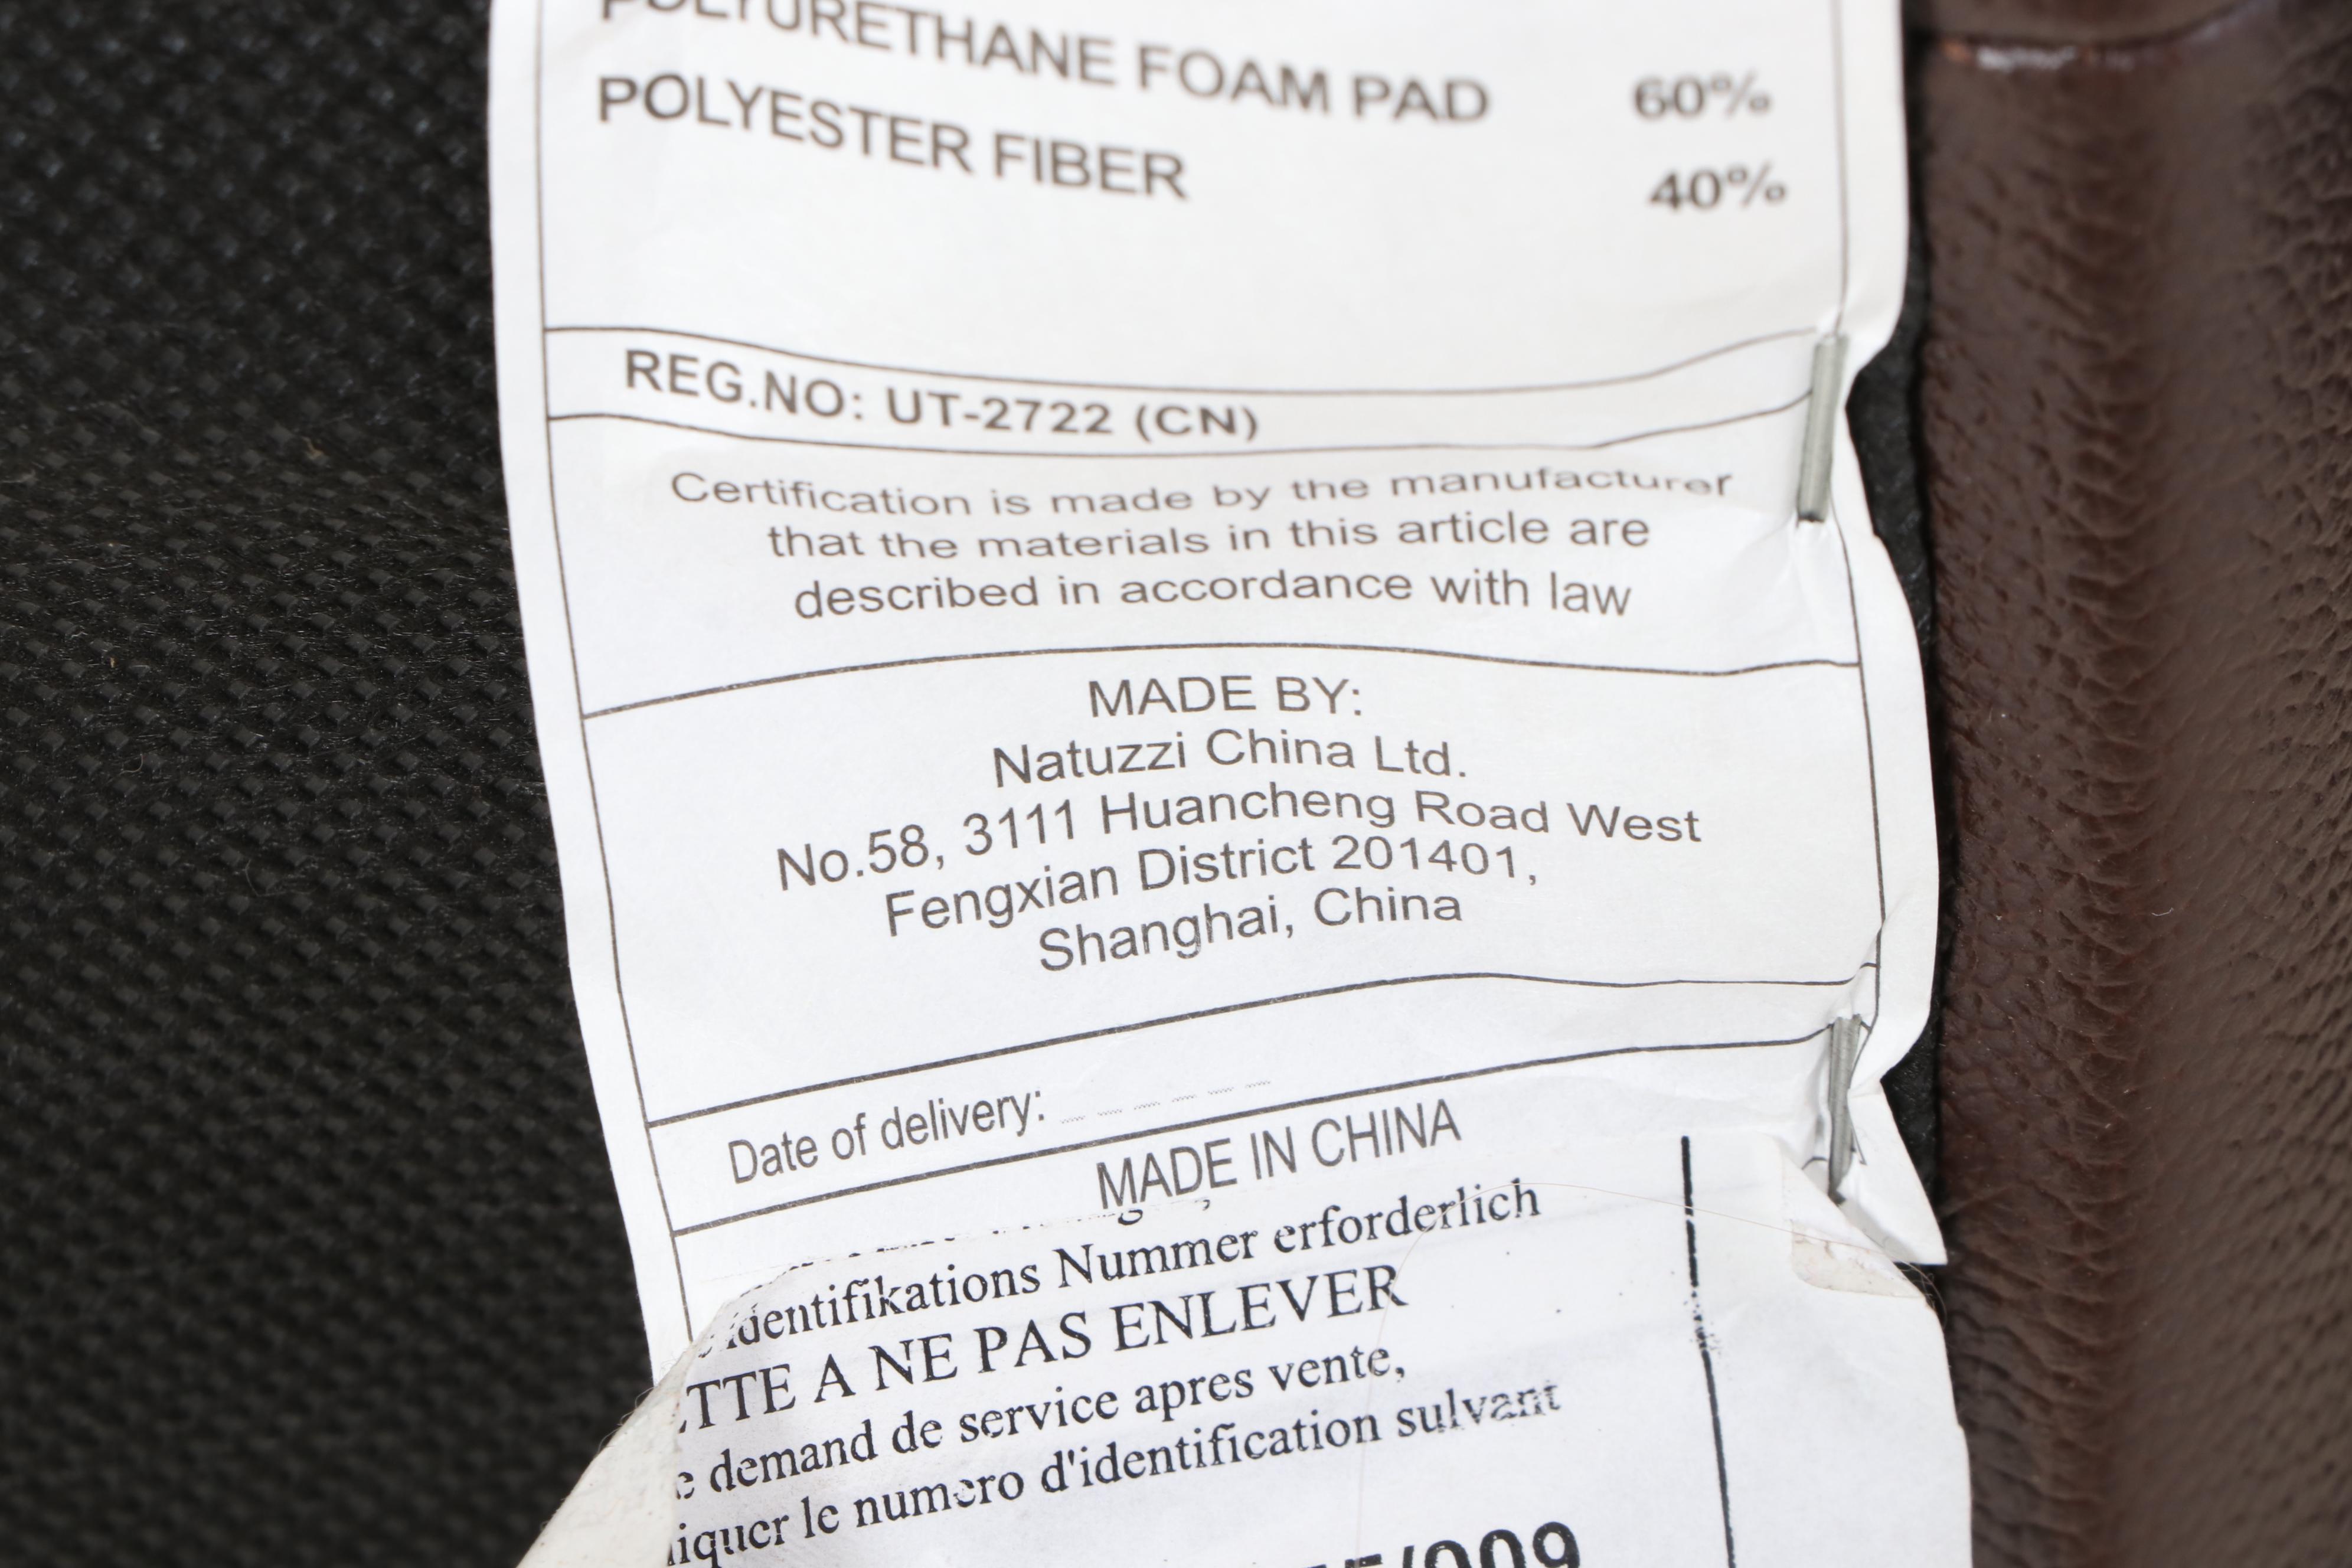 POLYURETHANE FOAM PAD 60%
POLYESTER FIBER 40%
REG.NO: UT-2722 (CN)
Certification is made by the manufacturer
that the materials in this article are
described in accordance with law
MADE BY:
Natuzzi China Ltd.
No.58, 3111 Huancheng Road West
Fengxian District 201401,
Shanghai, China
Date of delivery: _ _ _ _ _ _
MADE IN CHINA
identifikations Nummer erforderlich
TTE A NE PAS ENLEVER
e demand de service apres vente,
iquer le numero d'identification sulvant
/009